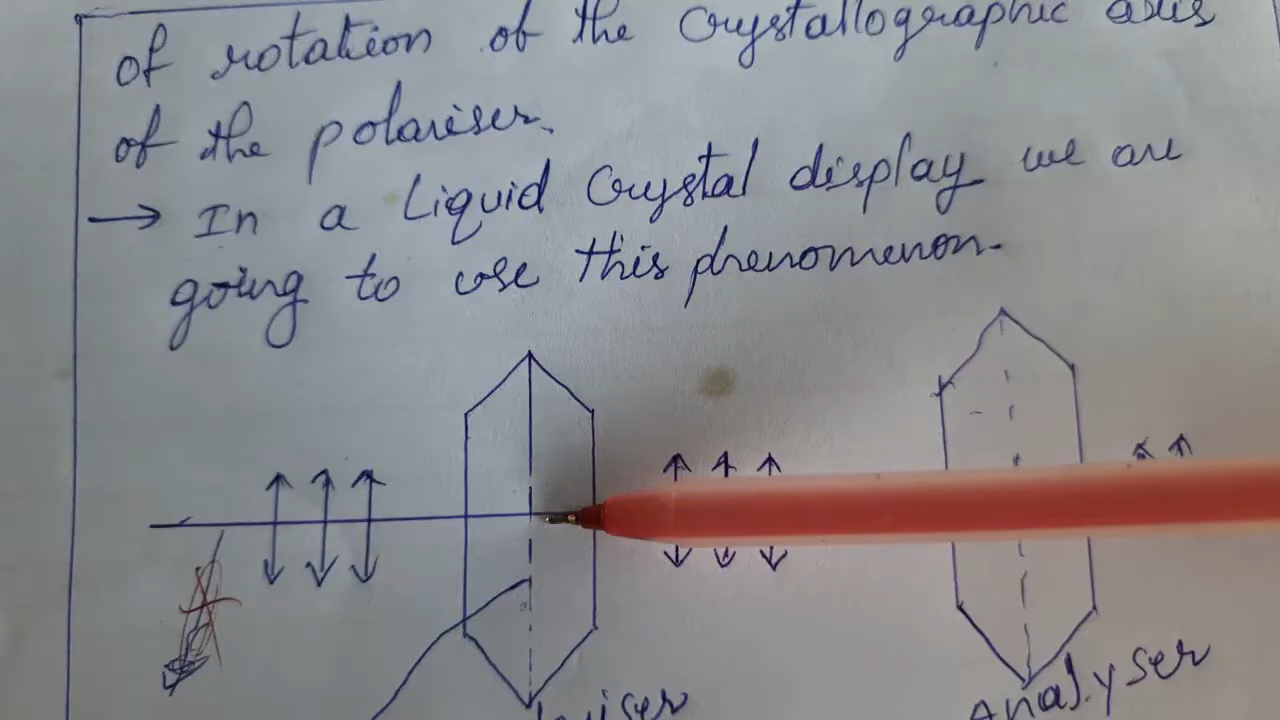 of rotation of the Crystallographic axis
of the polariser.
→ In a Liquid Crystal display we are
going to use this phenomenon.
Analyser